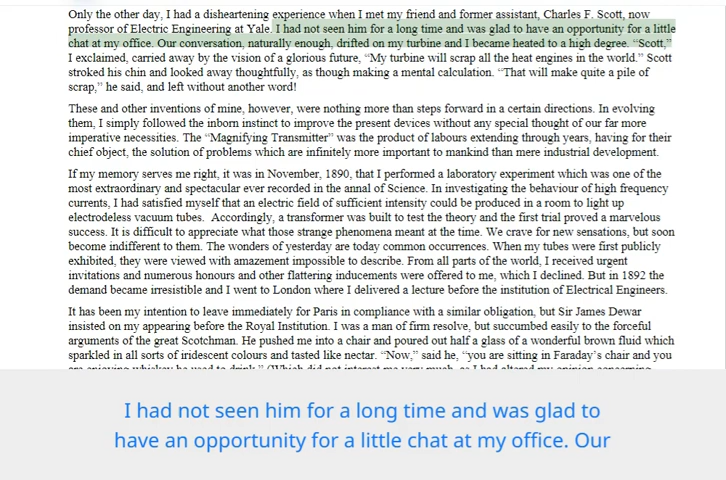 Only the other day, I had a disheartening experience when I met my friend and former assistant, Charles F. Scott, now
professor of Electric Engineering at Yale. I had not seen him for a long time and was glad to have an opportunity for a little
chat at my office. Our conversation, naturally enough, drifted on my turbine and I became heated to a high degree. “Scott,”
I exclaimed, carried away by the vision of a glorious future, “My turbine will scrap all the heat engines in the world.” Scott
stroked his chin and looked away thoughtfully, as though making a mental calculation. “That will make quite a pile of
scrap,” he said, and left without another word!
These and other inventions of mine, however, were nothing more than steps forward in a certain directions. In evolving
them, I simply followed the inborn instinct to improve the present devices without any special thought of our far more
imperative necessities. The “Magnifying Transmitter” was the product of labours extending through years, having for their
chief object, the solution of problems which are infinitely more important to mankind than mere industrial development.
If my memory serves me right, it was in November, 1890, that I performed a laboratory experiment which was one of the
most extraordinary and spectacular ever recorded in the annal of Science. In investigating the behaviour of high frequency
currents, I had satisfied myself that an electric field of sufficient intensity could be produced in a room to light up
electrodeless vacuum tubes. Accordingly, a transformer was built to test the theory and the first trial proved a marvelous
success. It is difficult to appreciate what those strange phenomena meant at the time. We crave for new sensations, but soon
become indifferent to them. The wonders of yesterday are today common occurrences. When my tubes were first publicly
exhibited, they were viewed with amazement impossible to describe. From all parts of the world, I received urgent
invitations and numerous honours and other flattering inducements were offered to me, which I declined. But in 1892 the
demand became irresistible and I went to London where I delivered a lecture before the institution of Electrical Engineers.
It has been my intention to leave immediately for Paris in compliance with a similar obligation, but Sir James Dewar
insisted on my appearing before the Royal Institution. I was a man of firm resolve, but succumbed easily to the forceful
arguments of the great Scotchman. He pushed me into a chair and poured out half a glass of a wonderful brown fluid which
sparkled in all sorts of iridescent colours and tasted like nectar. “Now,” said he, “you are sitting in Faraday’s chair and you
are enjoying whiskey he used to drink.” (Which did not interest me very much, as I had altered my opinion concerning
I had not seen him for a long time and was glad to
have an opportunity for a little chat at my office. Our